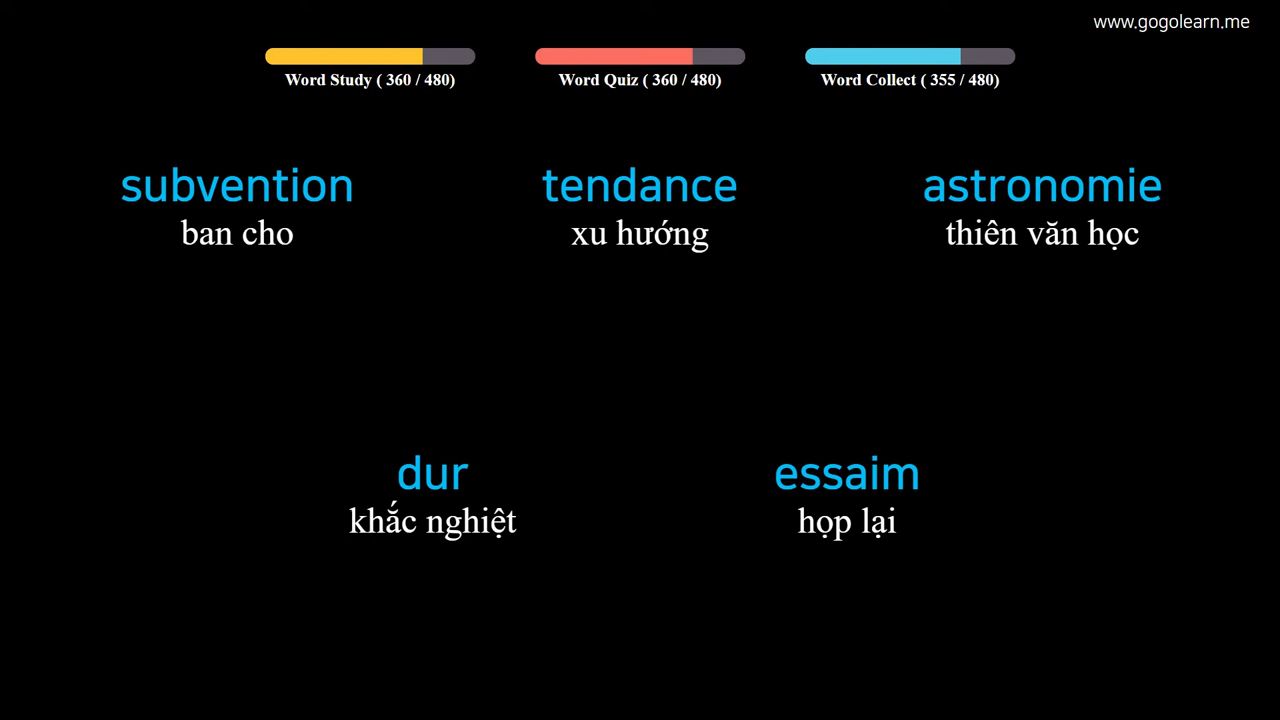 www.gogolearn.me
Word Study ( 360 / 480)
Word Quiz ( 360 / 480)
Word Collect ( 355 / 480)
subvention
ban cho
tendance
xu hướng
astronomie
thiên văn học
dur
khắc nghiệt
essaim
họp lại